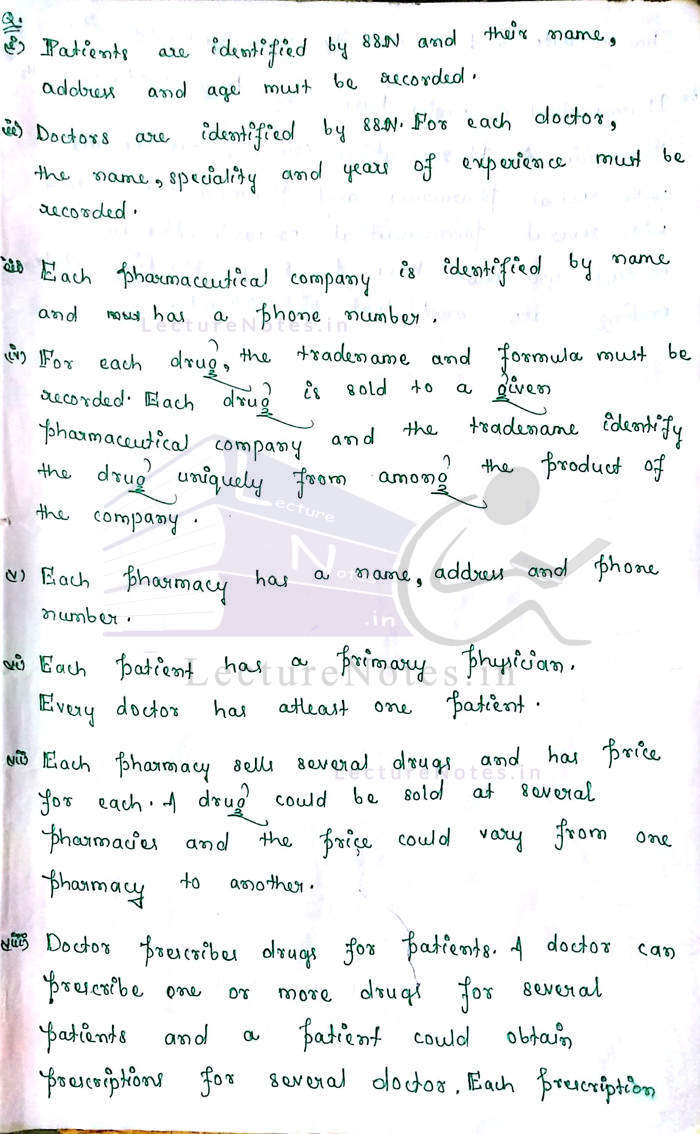 Q.
i) Patients are identified by SSN and their name,
address and age must be recorded.
ii) Doctors are identified by SSN. For each doctor,
the name, speciality and years of experience must be
recorded.
iii) Each pharmaceutical company is identified by name
and has a phone number.
LectureNotes.in
iv) For each drug, the tradename and formula must be
recorded. Each drug is sold to a given
pharmaceutical company and the tradename identify
the drug uniquely from among the product of
the company.
Lecture
Notes
.in
v) Each pharmacy has a name, address and phone
number.
vi) Each patient has a primary physician.
LectureNotes.in
Every doctor has atleast one patient.
vii) Each pharmacy sells several drugs and has price
LectureNotes.in
for each. A drug could be sold at several
pharmacies and the price could vary from one
pharmacy to another.
viii) Doctor prescribes drugs for patients. A doctor can
prescribe one or more drugs for several
patients and a patient could obtain
prescriptions for several doctor. Each prescription